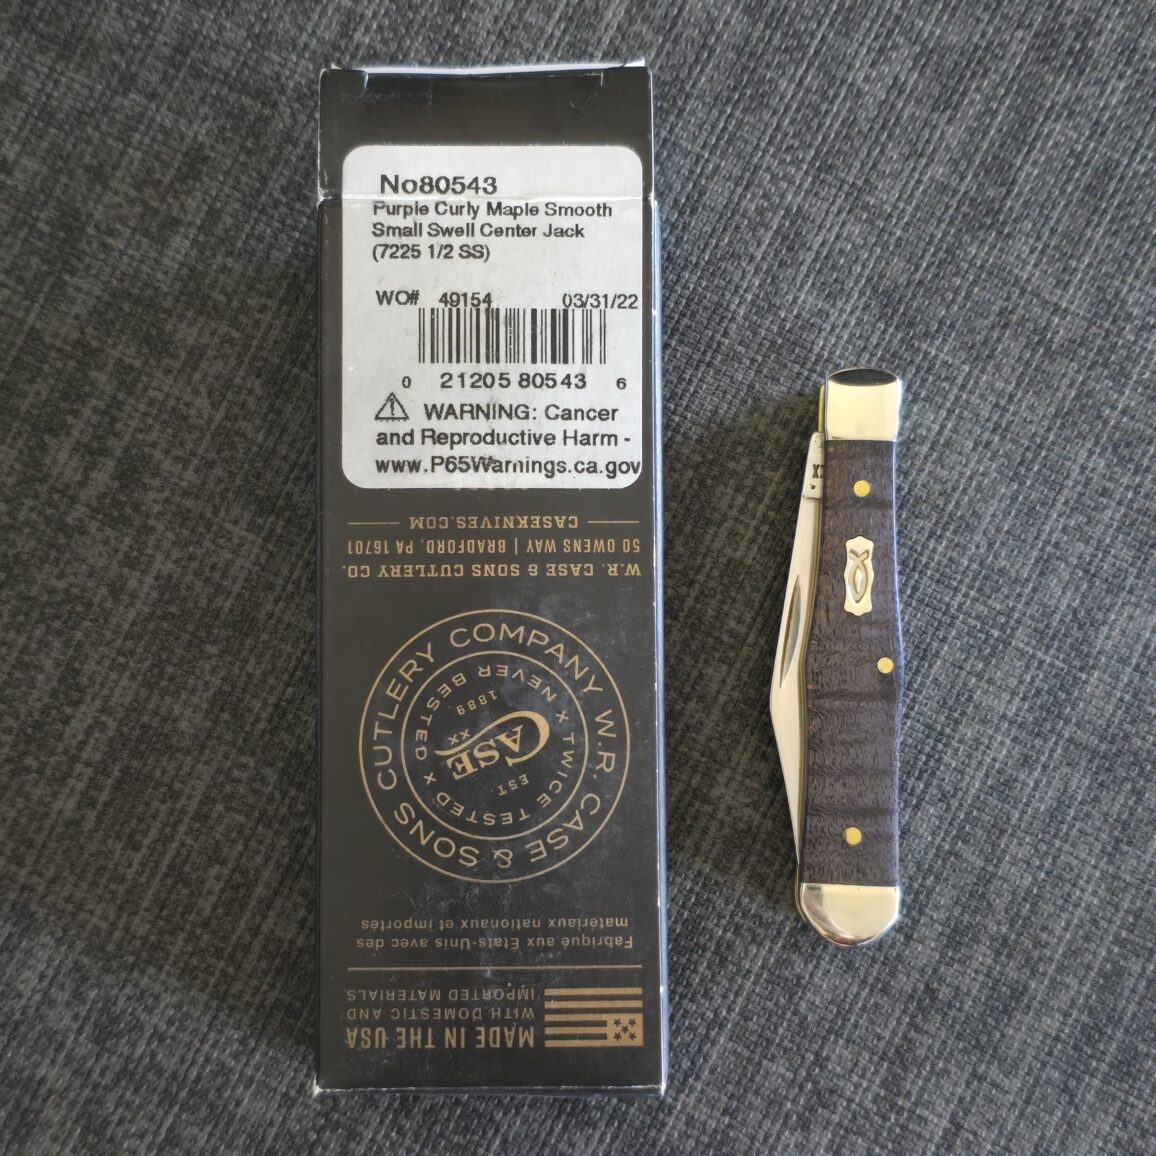 No80543
Purple Curly Maple Smooth
Small Swell Center Jack
(7225 1/2 SS)
WO# 49154 03/31/22
0 21205 80543 6
WARNING: Cancer
and Reproductive Harm -
www.P65Warnings.ca.gov
CASEKNIVES.COM
50 OWENS WAY | BRADFORD, PA 16701
W.R. CASE & SONS CUTLERY CO.
W.R. CASE & SONS CUTLERY COMPANY
NEVER BESTED X TWICE TESTED X
EST. 1889
CASE XX
Fabriqué aux États-Unis avec des
matériaux nationaux et importés
MADE IN THE USA
WITH DOMESTIC AND
IMPORTED MATERIALS.